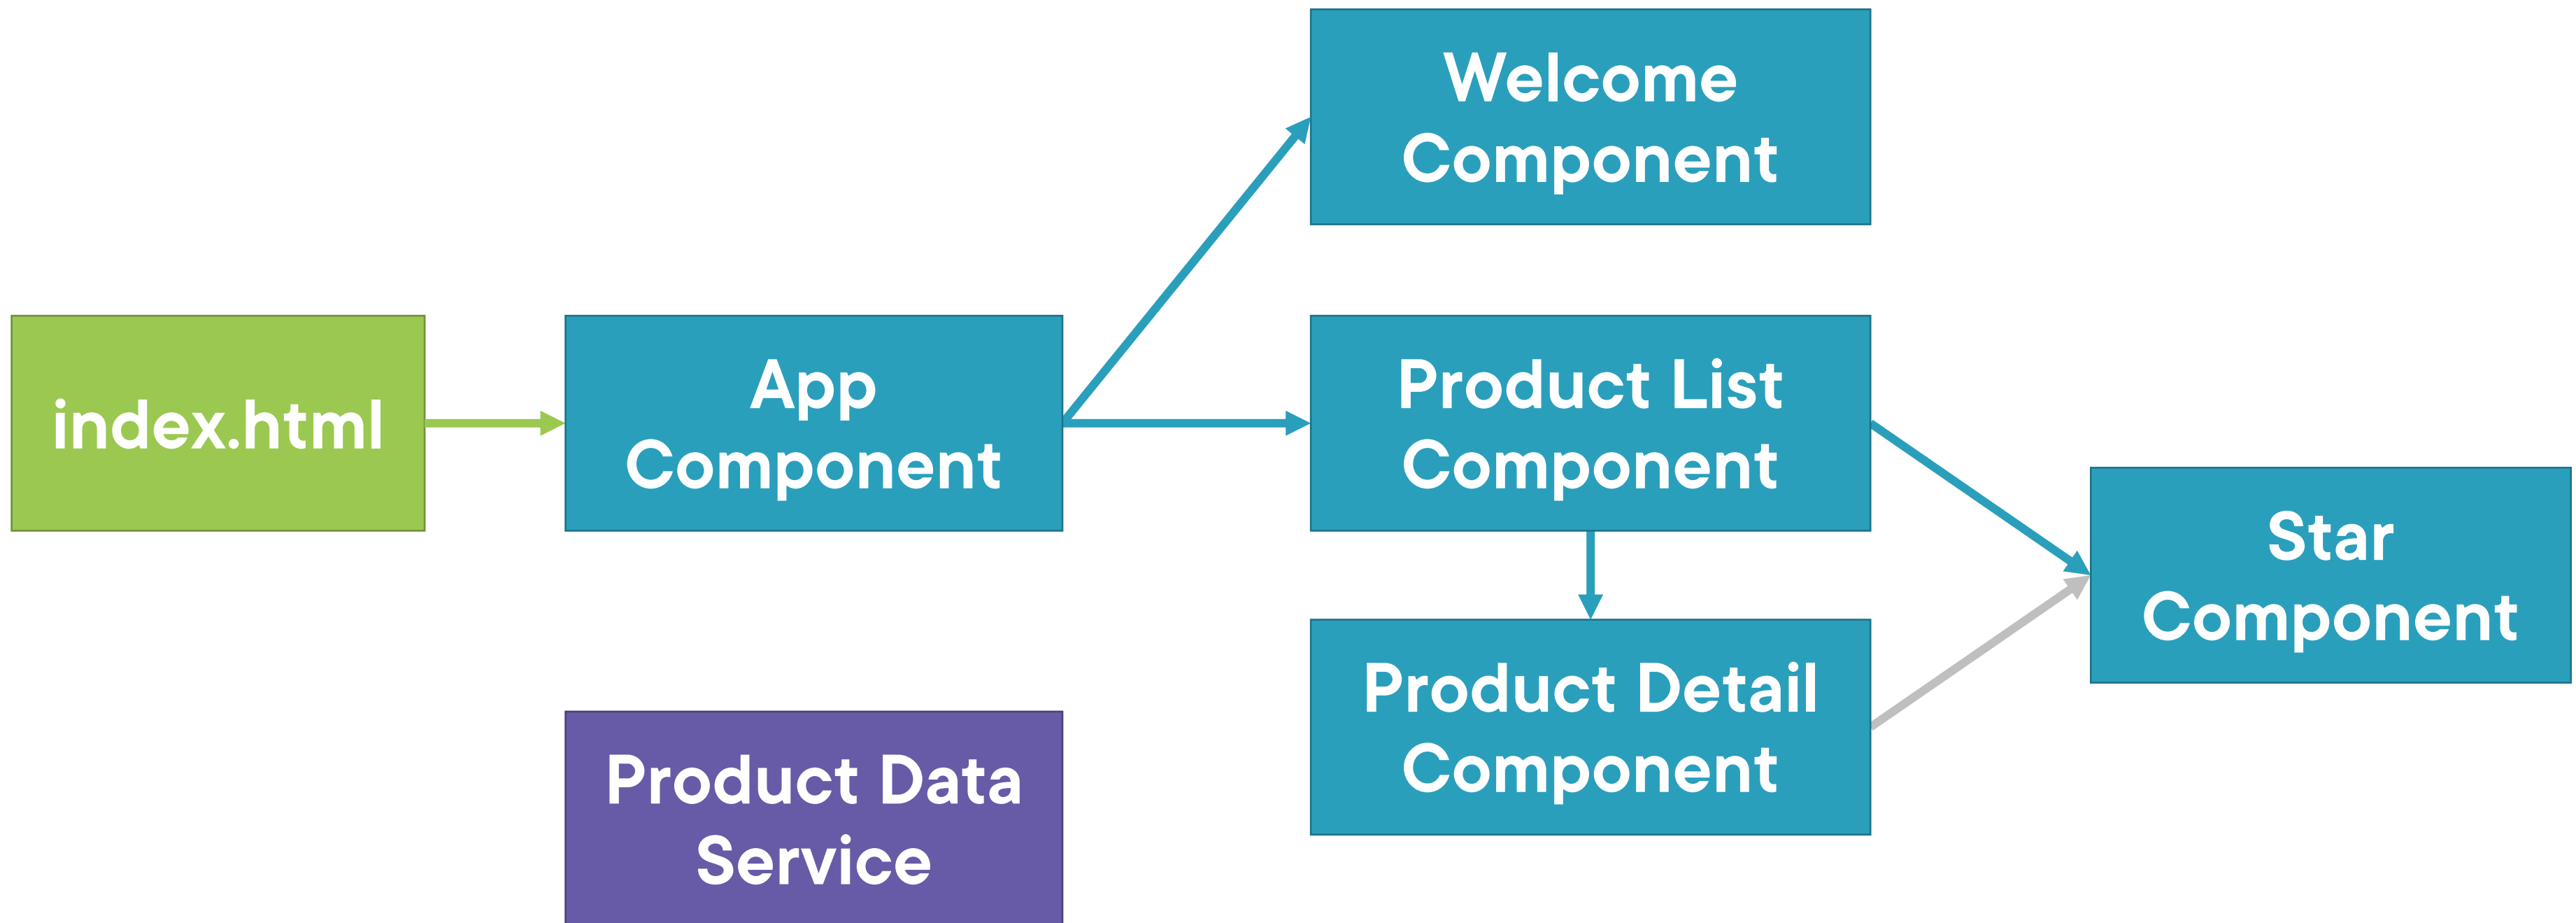 Welcome
Component
index.html
App
Component
Product List
Component
Star
Component
Product Detail
Component
Product Data
Service